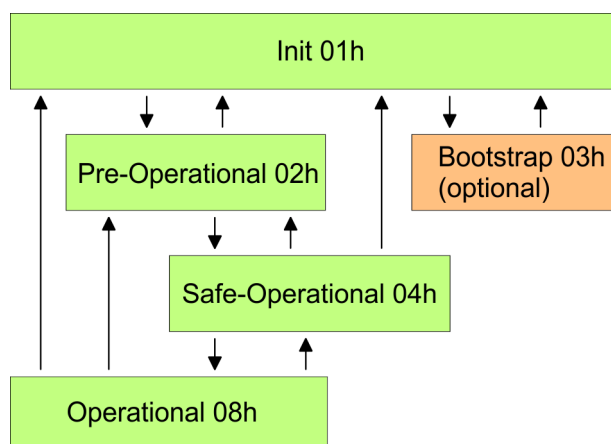 Init 01h
Pre-Operational 02h
Bootstrap 03h
(optional)
Safe-Operational 04h
Operational 08h